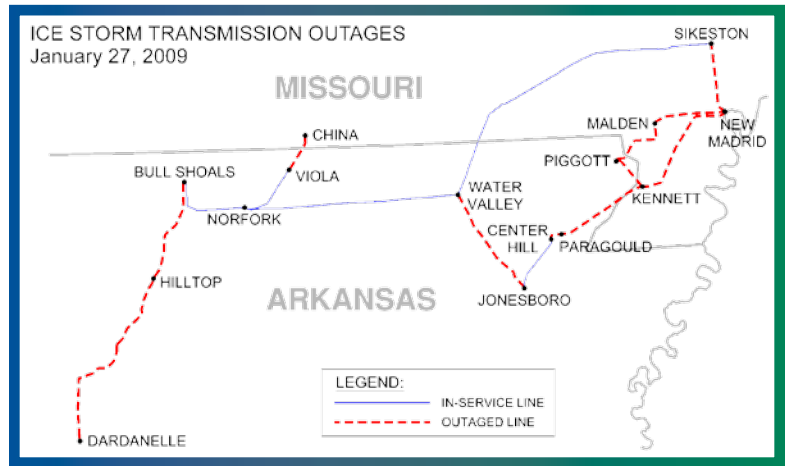 ICE STORM TRANSMISSION OUTAGES
January 27, 2009
SIKESTON
MISSOURI
CHINA
MALDEN
NEW
MADRID
BULL SHOALS
VIOLA
PIGGOTT
WATER
VALLEY
KENNETT
NORFORK
CENTER
HILL
PARAGOULD
HILLTOP
ARKANSAS
JONESBORO
LEGEND:
IN-SERVICE LINE
OUTAGED LINE
DARDANELLE